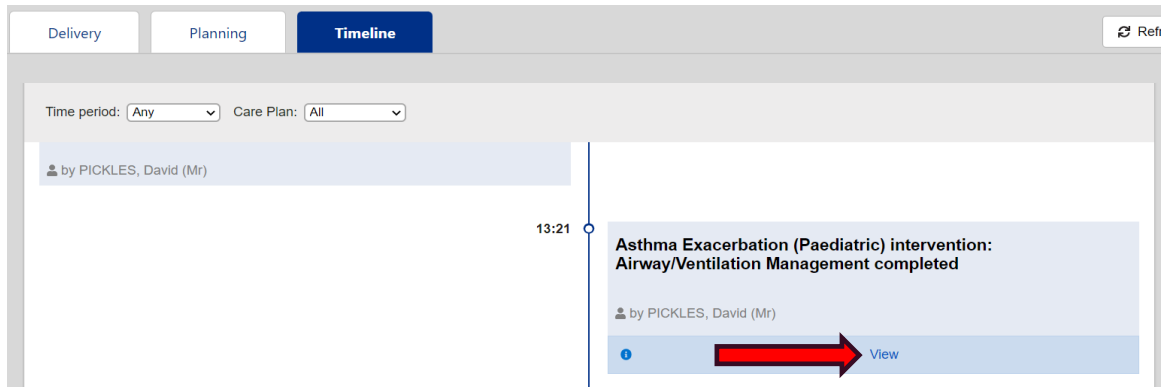 Delivery
Planning
Timeline
Refr
Time period: Any Care Plan: All
by PICKLES, David (Mr)
13:21
Asthma Exacerbation (Paediatric) intervention:
Airway/Ventilation Management completed
by PICKLES, David (Mr)
View